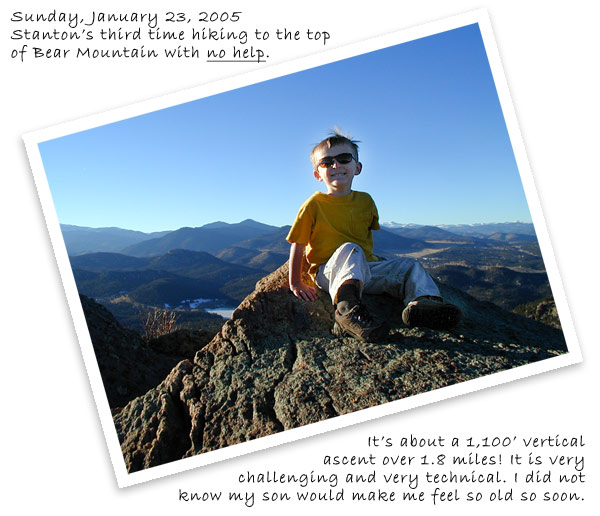 Sunday, January 23, 2005
Stanton's third time hiking to the top
of Bear Mountain with no help.
It's about a 1,100' vertical
ascent over 1.8 miles! It is very
challenging and very technical. I did not
know my son would make me feel so old so soon.